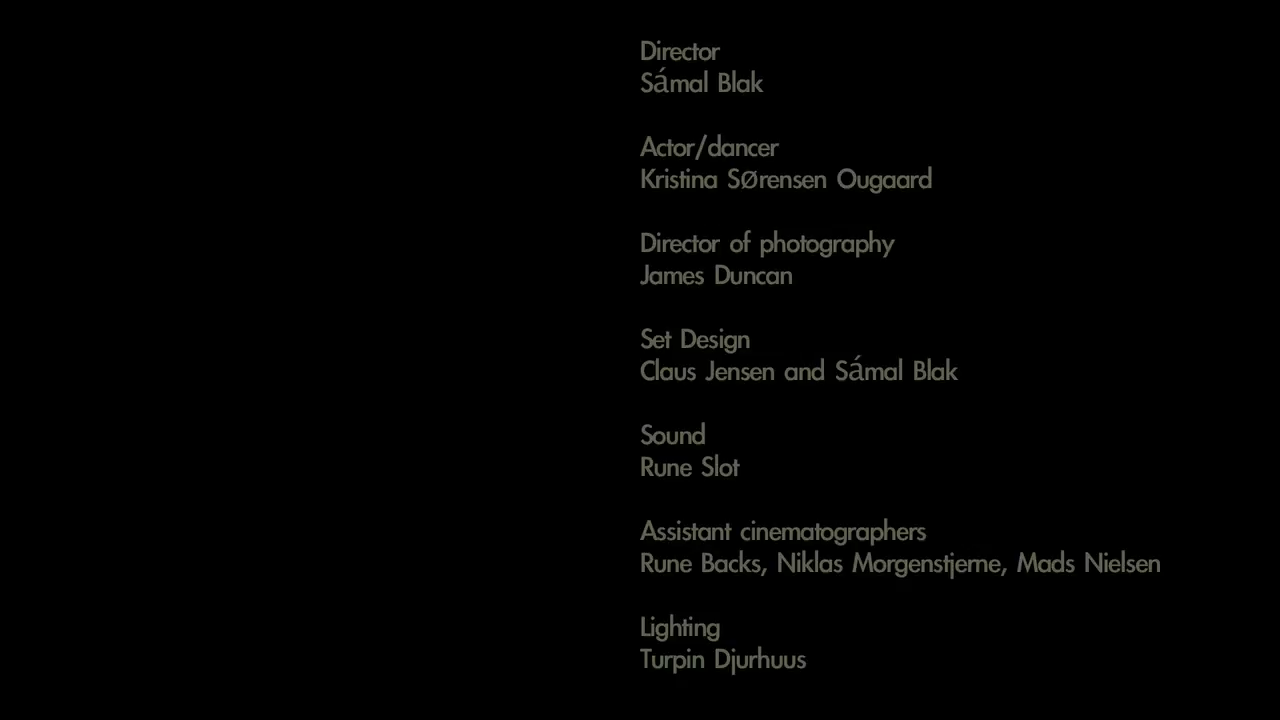 Director
Sámal Blak
Actor/dancer
Kristina Sørensen Ougaard
Director of photography
James Duncan
Set Design
Claus Jensen and Sámal Blak
Sound
Rune Slot
Assistant cinematographers
Rune Backs, Niklas Morgenstjerne, Mads Nielsen
Lighting
Turpin Djurhuus